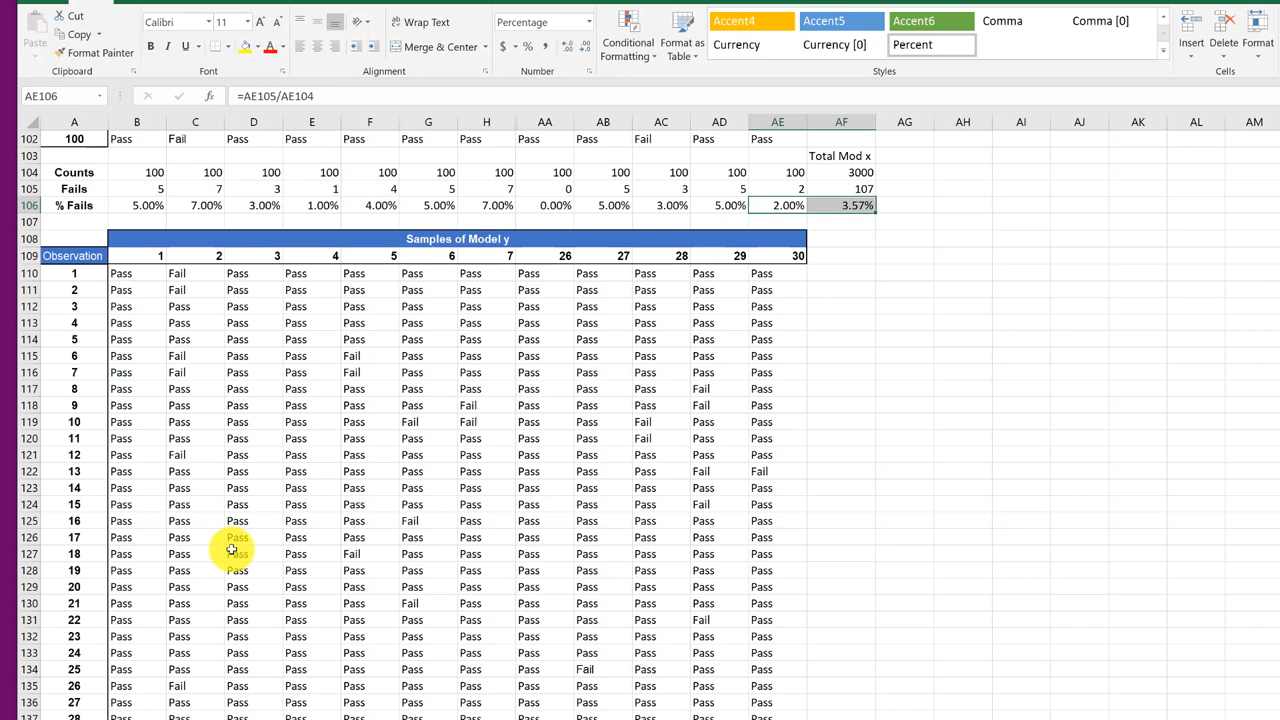 Cut
Copy
Paste
Format Painter
Clipboard
Calibri 11 A A
B I U A
Font
Wrap Text
Merge & Center
Alignment
Percentage
$ % ,
Number
Conditional Formatting
Format as Table
Accent4 Accent5 Accent6 Comma Comma [0]
Currency Currency [0] Percent
Styles
Insert Delete Format
Cells
AE106 fx =AE105/AE104
A B C D E F G H AA AB AC AD AE AF AG AH AI AJ AK AL AM
102 100 Pass Fail Pass Pass Pass Pass Pass Pass Pass Fail Pass Pass
103 Total Mod x
104 Counts 100 100 100 100 100 100 100 100 100 100 100 100 3000
105 Fails 5 7 3 1 4 5 7 0 5 3 5 2 107
106 % Fails 5.00% 7.00% 3.00% 1.00% 4.00% 5.00% 7.00% 0.00% 5.00% 3.00% 5.00% 2.00% 3.57%
107
108 Samples of Model y
109 Observation 1 2 3 4 5 6 7 26 27 28 29 30
110 1 Pass Fail Pass Pass Pass Pass Pass Pass Pass Pass Pass Pass
111 2 Pass Fail Pass Pass Pass Pass Pass Pass Pass Pass Pass Pass
112 3 Pass Pass Pass Pass Pass Pass Pass Pass Pass Pass Pass Pass
113 4 Pass Pass Pass Pass Pass Pass Pass Pass Pass Pass Pass Pass
114 5 Pass Pass Pass Pass Pass Pass Pass Pass Pass Pass Pass Pass
115 6 Pass Fail Pass Pass Fail Pass Pass Pass Pass Pass Pass Pass
116 7 Pass Fail Pass Pass Fail Pass Pass Pass Pass Pass Pass Pass
117 8 Pass Pass Pass Pass Pass Pass Pass Pass Pass Pass Fail Pass
118 9 Pass Pass Pass Pass Pass Pass Fail Pass Pass Pass Fail Pass
119 10 Pass Pass Pass Pass Pass Fail Fail Pass Pass Fail Pass Pass
120 11 Pass Pass Pass Pass Pass Pass Pass Pass Pass Fail Pass Pass
121 12 Pass Fail Pass Pass Pass Pass Pass Pass Pass Pass Pass Pass
122 13 Pass Pass Pass Pass Pass Pass Pass Pass Pass Pass Fail Fail
123 14 Pass Pass Pass Pass Pass Pass Pass Pass Pass Pass Pass Pass
124 15 Pass Pass Pass Pass Pass Pass Pass Pass Pass Pass Fail Pass
125 16 Pass Pass Pass Pass Pass Fail Pass Pass Pass Pass Pass Pass
126 17 Pass Pass Pass Pass Pass Pass Pass Pass Pass Pass Pass Pass
127 18 Pass Pass Pass Pass Fail Pass Pass Pass Pass Pass Pass Pass
128 19 Pass Pass Pass Pass Pass Pass Pass Pass Pass Pass Pass Pass
129 20 Pass Pass Pass Pass Pass Pass Pass Pass Pass Pass Pass Pass
130 21 Pass Pass Pass Pass Pass Fail Pass Pass Pass Pass Pass Pass
131 22 Pass Pass Pass Pass Pass Pass Pass Pass Pass Pass Fail Pass
132 23 Pass Pass Pass Pass Pass Pass Pass Pass Pass Pass Pass Pass
133 24 Pass Pass Pass Pass Pass Pass Pass Pass Pass Pass Pass Pass
134 25 Pass Pass Pass Pass Pass Pass Pass Pass Fail Pass Pass Pass
135 26 Pass Fail Pass Pass Pass Pass Pass Pass Pass Pass Pass Pass
136 27 Pass Pass Pass Pass Pass Pass Pass Pass Pass Pass Pass Pass
137 28 Pass Pass Pass Pass Pass Pass Pass Pass Pass Pass Pass Pass